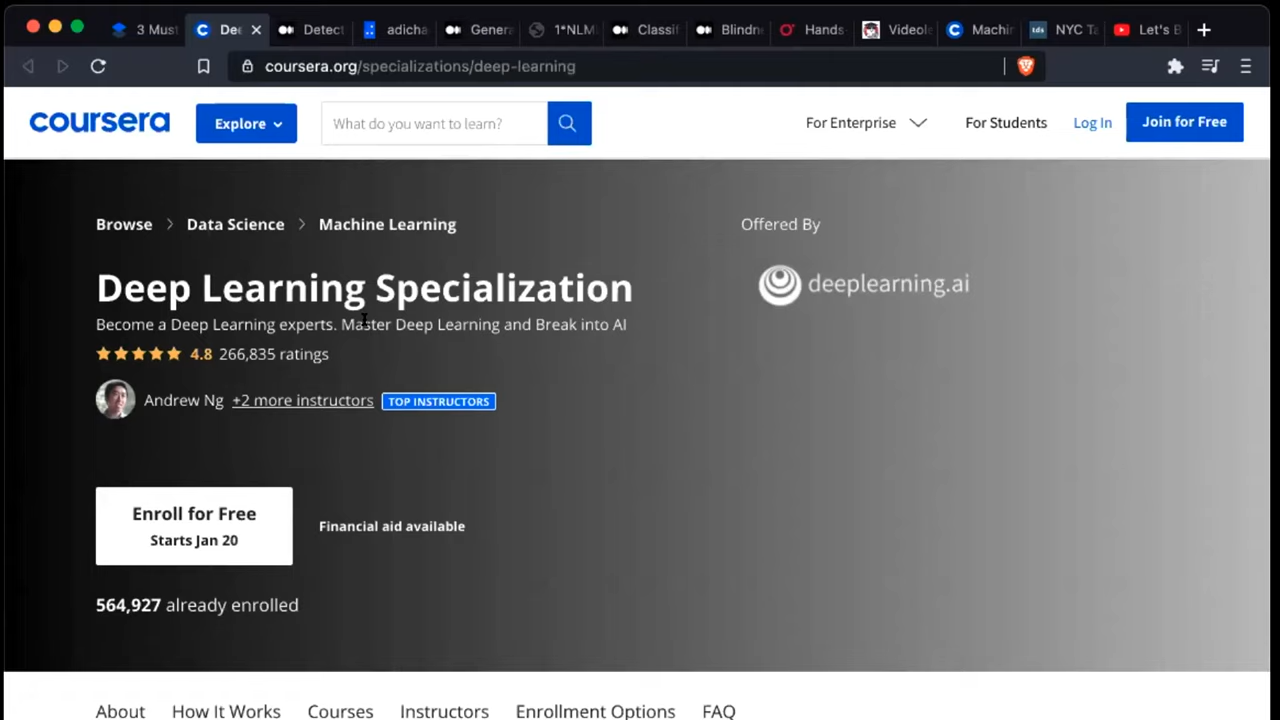 3 Must
Dee
Detect
adicha
Genera
1*NLM
Classif
Blindne
Hands
Videole
Machin
tds
NYC Ta
Let's B
coursera.org/specializations/deep-learning
coursera
Explore
What do you want to learn?
For Enterprise
For Students
Log In
Join for Free
Browse
Data Science
Machine Learning
Offered By
Deep Learning Specialization
deeplearning.ai
Become a Deep Learning experts. Master Deep Learning and Break into AI
4.8 266,835 ratings
Andrew Ng +2 more instructors TOP INSTRUCTORS
Enroll for Free
Starts Jan 20
Financial aid available
564,927 already enrolled
About How It Works Courses Instructors Enrollment Options FAQ